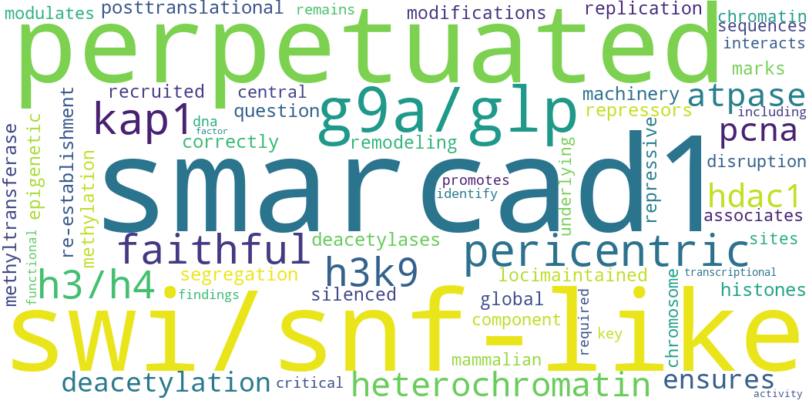 modulates posttranslational remains modifications replication chromatin
perpetuated sequences
interacts
marks
recruited central machinery atpase
kap1 question g9a/glp repressors including
dna pcna
factor
correctly remodeling
methyltransferase epigenetic re-establishment methylation
smarcad1
promotes
identify
underlying repressive
disruption
hdac1
associates
faithful deacetylases pericentric sites
h3/h4 segregation h3k9 locimaintained transcriptional
functional findings silenced global required chromosome histones
component key
swi/snf-like
mammalian
deacetylation critical heterochromatin ensures
activity